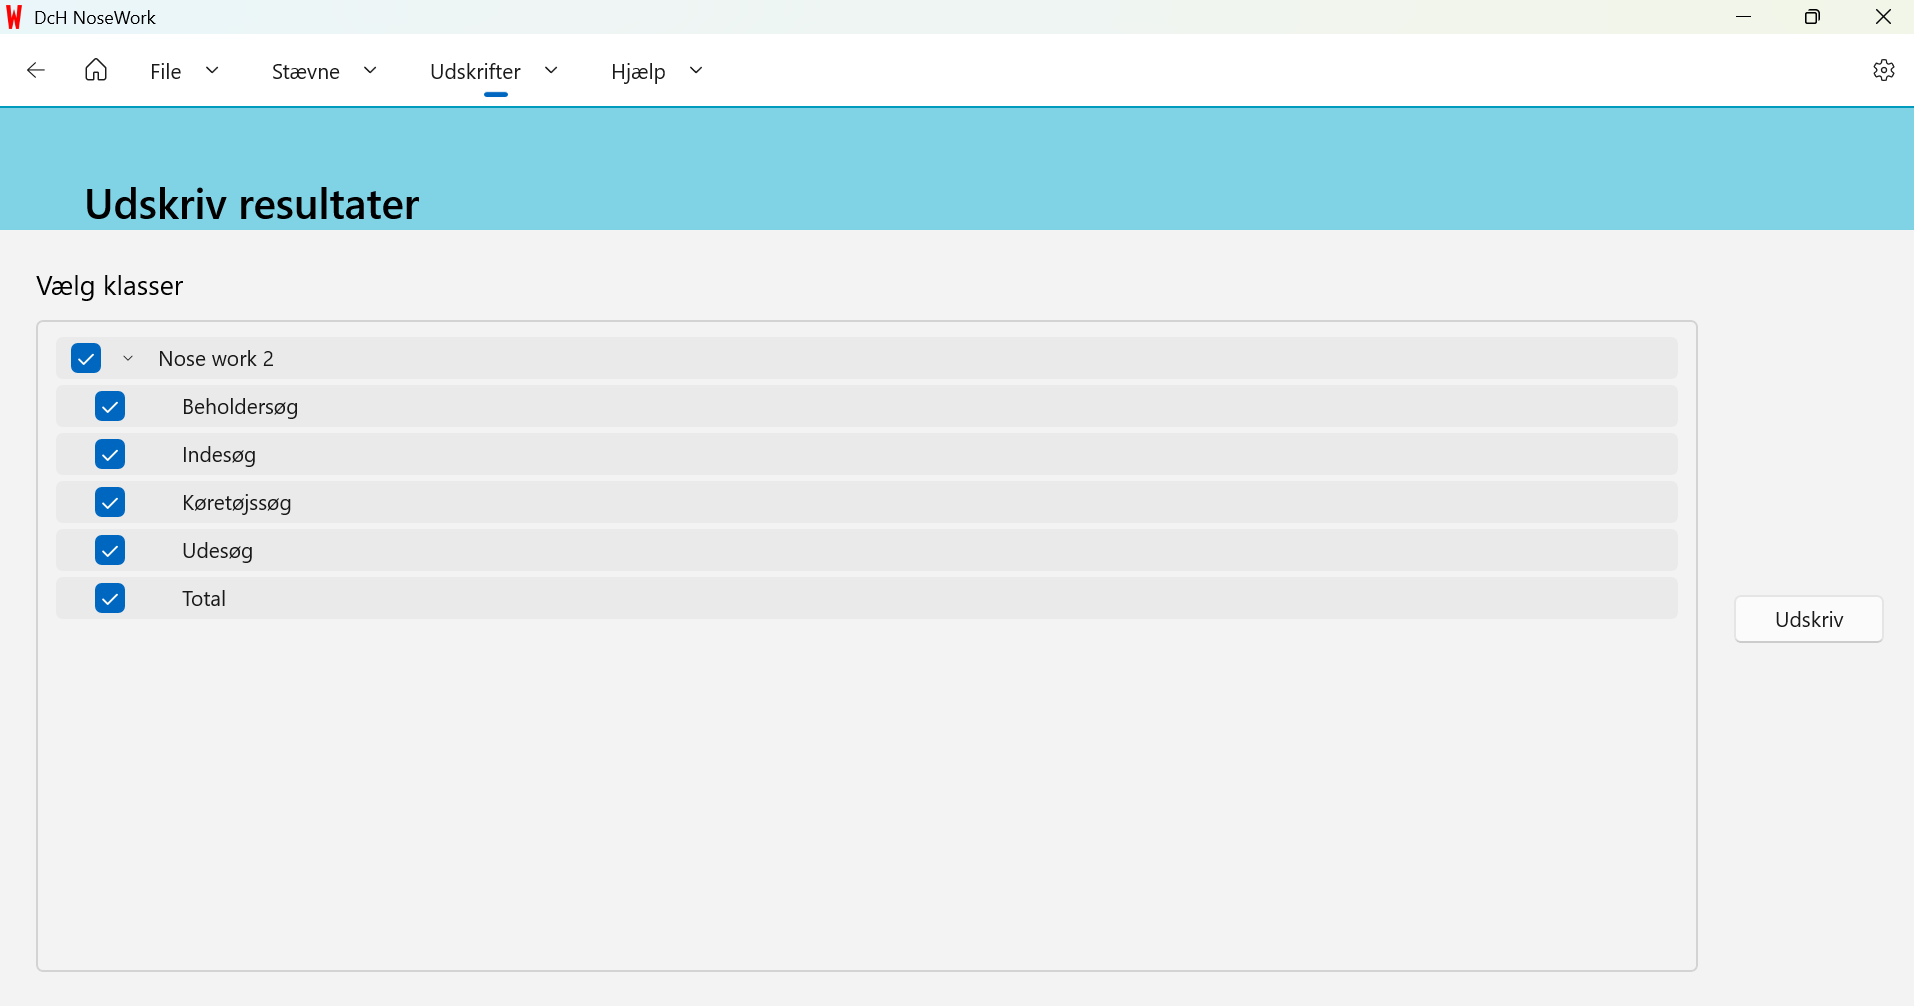 DcH NoseWork
File Stævne Udskrifter Hjælp
Udskriv resultater
Vælg klasser
Nose work 2
Beholdersøg
Indesøg
Køretøjssøg
Udesøg
Total
Udskriv